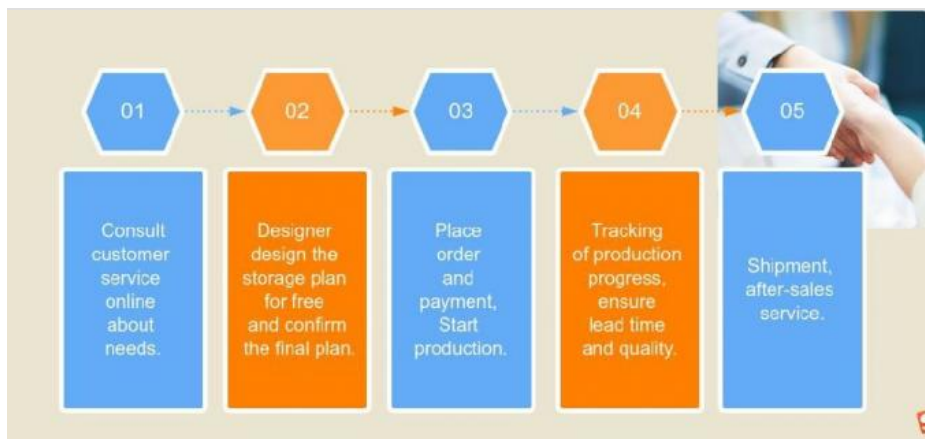 01
02
03
04
05
Consult
customer
service
online
about
needs.
Designer
design the
storage plan
for free
and confirm
the final plan.
Place
order
and
payment,
Start
production.
Tracking
of production
progress,
ensure
lead time
and quality.
Shipment,
after-sales
service.